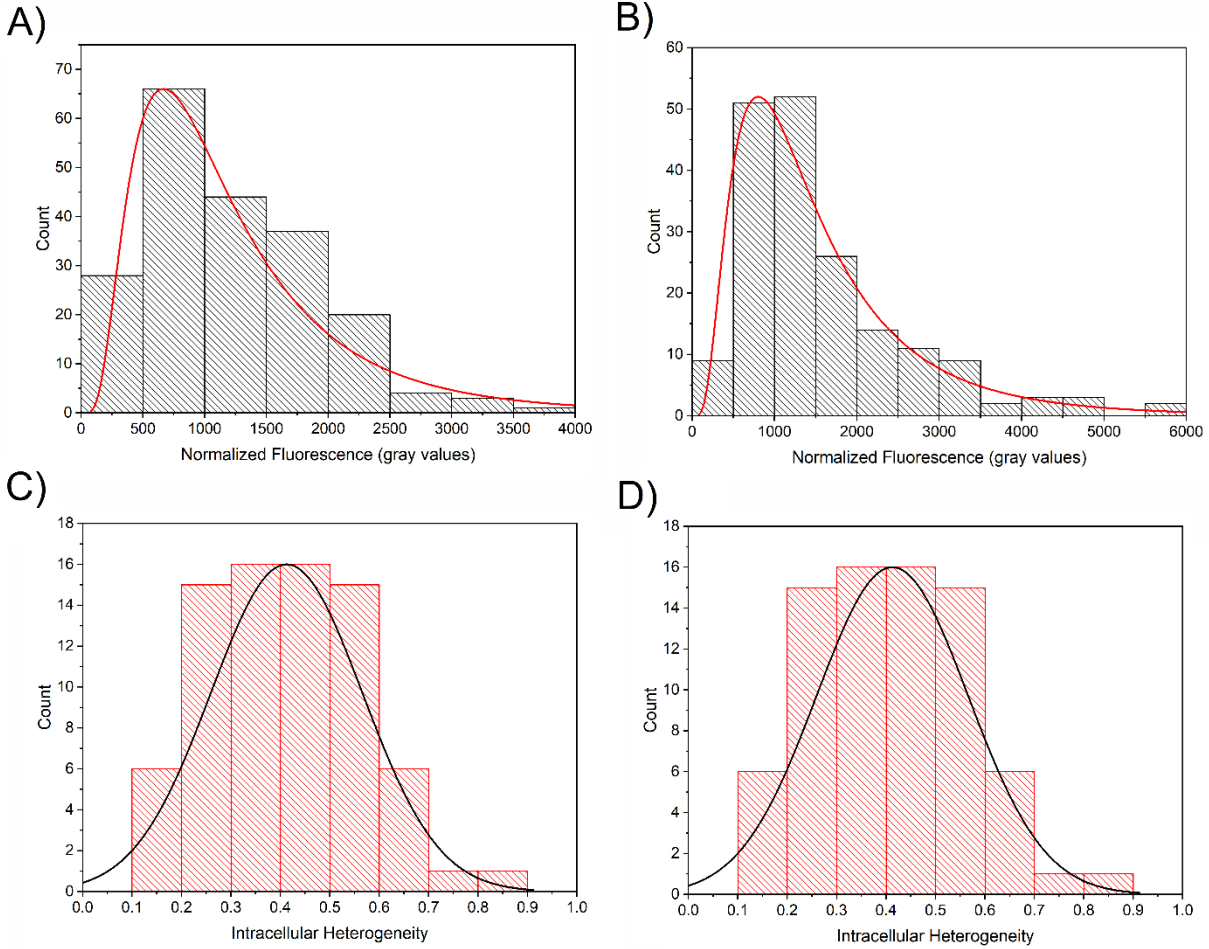 A)
70
60
50
40
30
20
10
0
Count
0 500 1000 1500 2000 2500 3000 3500 4000
Normalized Fluorescence (gray values)
B)
60
50
40
30
20
10
0
Count
0 1000 2000 3000 4000 5000 6000
Normalized Fluorescence (gray values)
C)
18
16
14
12
10
8
6
4
2
0
Count
0.0 0.1 0.2 0.3 0.4 0.5 0.6 0.7 0.8 0.9 1.0
Intracellular Heterogeneity
D)
18
16
14
12
10
8
6
4
2
0
Count
0.0 0.1 0.2 0.3 0.4 0.5 0.6 0.7 0.8 0.9 1.0
Intracellular Heterogeneity